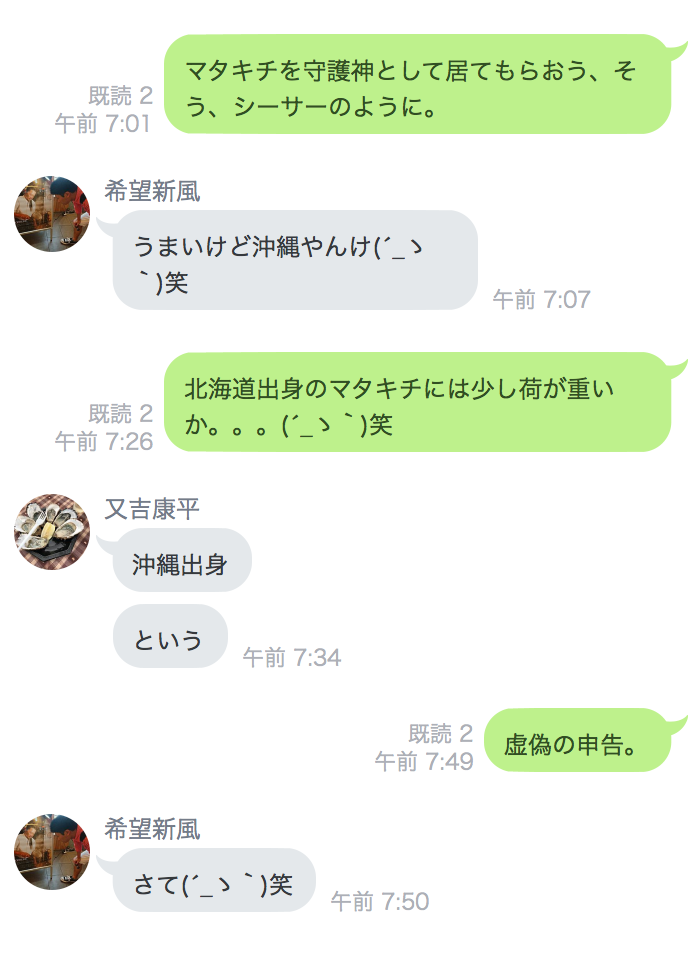 マタキチを守護神として居てもらおう、そ
う、シーサーのように。
既読 2
午前 7:01
希望新風
うまいけど沖縄やんけ(´_ゝ
｀)笑
午前 7:07
北海道出身のマタキチには少し荷が重い
か。。。(´_ゝ｀)笑
既読 2
午前 7:26
又吉康平
沖縄出身
という
午前 7:34
虚偽の申告。
既読 2
午前 7:49
希望新風
さて(´_ゝ｀)笑
午前 7:50